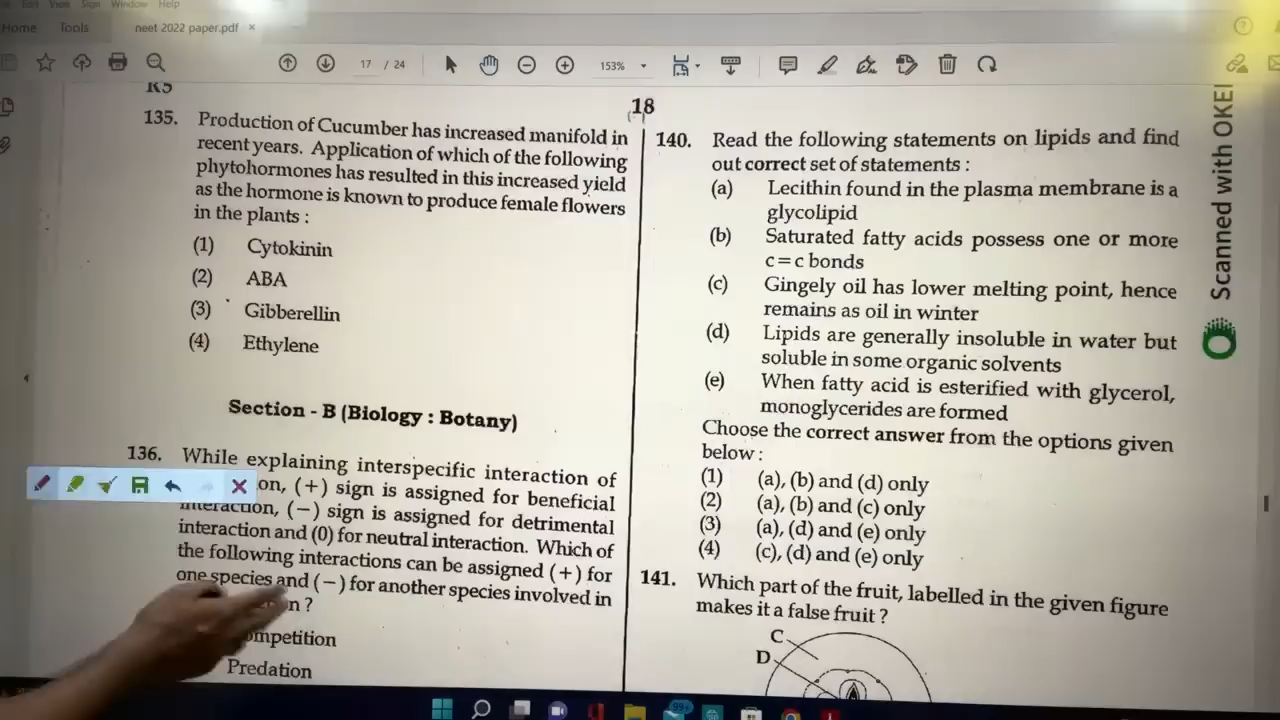 Edit View Sign Window Help
Home Tools neet 2022 paper.pdf ×
17 / 24 153%
K5
18
135. Production of Cucumber has increased manifold in
recent years. Application of which of the following
phytohormones has resulted in this increased yield
as the hormone is known to produce female flowers
in the plants :
(1) Cytokinin
(2) ABA
(3) Gibberellin
(4) Ethylene
Section - B (Biology : Botany)
136. While explaining interspecific interaction of
on, (+) sign is assigned for beneficial
interaction, (−) sign is assigned for detrimental
interaction and (0) for neutral interaction. Which of
the following interactions can be assigned (+) for
one species and (−) for another species involved in
n ?
ompetition
Predation
140. Read the following statements on lipids and find
out correct set of statements :
(a) Lecithin found in the plasma membrane is a
glycolipid
(b) Saturated fatty acids possess one or more
c=c bonds
(c) Gingely oil has lower melting point, hence
remains as oil in winter
(d) Lipids are generally insoluble in water but
soluble in some organic solvents
(e) When fatty acid is esterified with glycerol,
monoglycerides are formed
Choose the correct answer from the options given
below :
(1) (a), (b) and (d) only
(2) (a), (b) and (c) only
(3) (a), (d) and (e) only
(4) (c), (d) and (e) only
141. Which part of the fruit, labelled in the given figure
makes it a false fruit ?
C
D
Scanned with OKE
99+